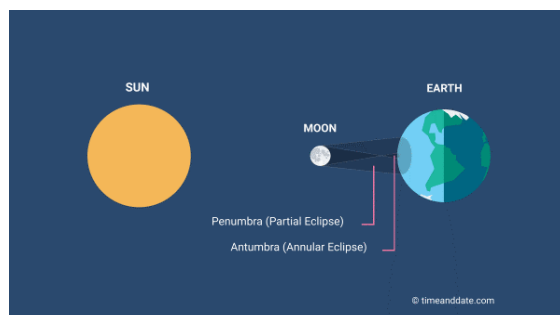 SUN
MOON
EARTH
Penumbra (Partial Eclipse)
Antumbra (Annular Eclipse)
© timeanddate.com